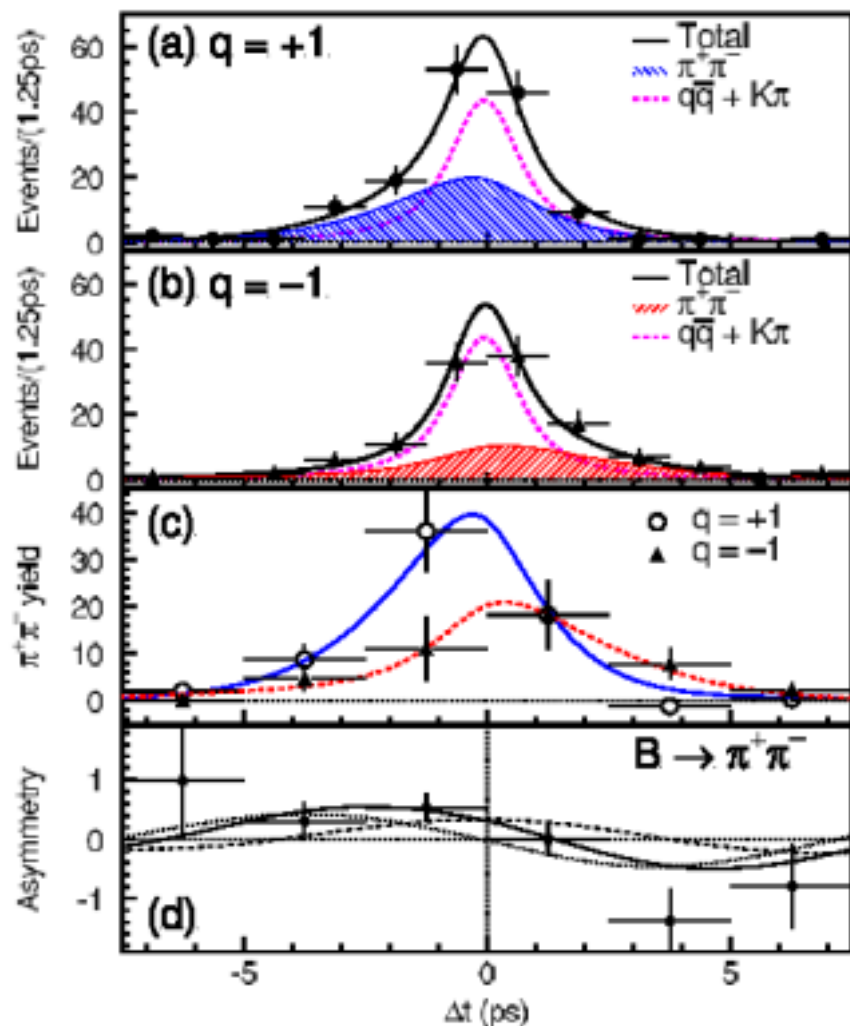 (a) q = +1
Total
π⁺π⁻
qq̅ + Kπ
Events/(1.25ps)
60
40
20
0
(b) q = −1
Total
π⁺π⁻
qq̅ + Kπ
Events/(1.25ps)
60
40
20
0
(c)
q = +1
q = −1
π⁺π⁻ yield
40
30
20
10
0
B → π⁺π⁻
Asymmetry
1
0
-1
(d)
-5
0
5
Δt (ps)